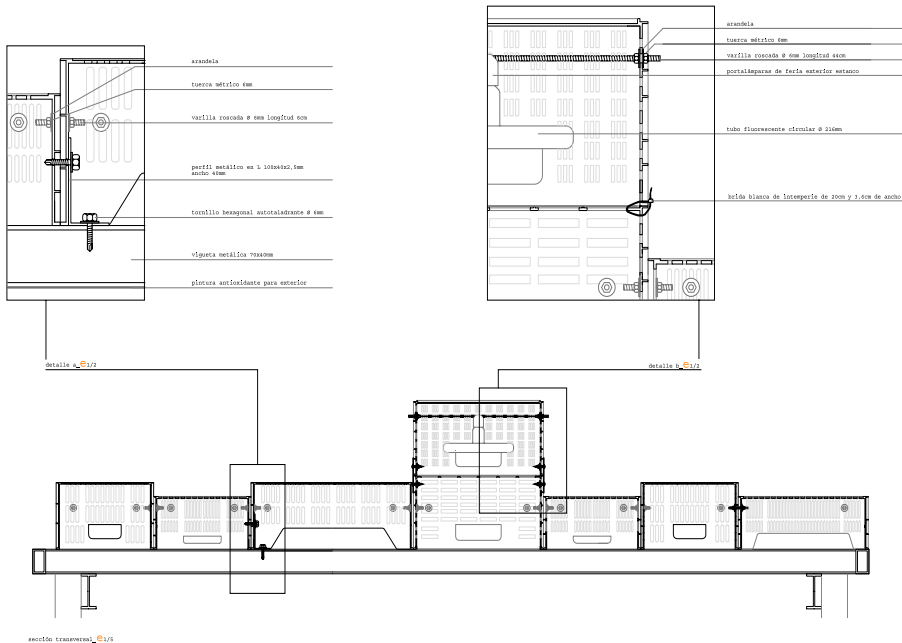 arandela
tuerca métrico 6mm
varilla roscada Ø 6mm longitud 6cm
perfil metálico en L 100x40x2,5mm
ancho 40mm
tornillo hexagonal autotaladrante Ø 6mm
vigueta metálica 70x40mm
pintura antioxidante para exterior
detalle a_e1/2
arandela
tuerca métrico 6mm
varilla roscada Ø 6mm longitud 44cm
portalámparas de feria exterior estanco
tubo fluorescente circular Ø 216mm
brida blanca de intemperie de 20cm y 3.6cm de ancho
detalle b_e1/2
sección transversal_e1/5